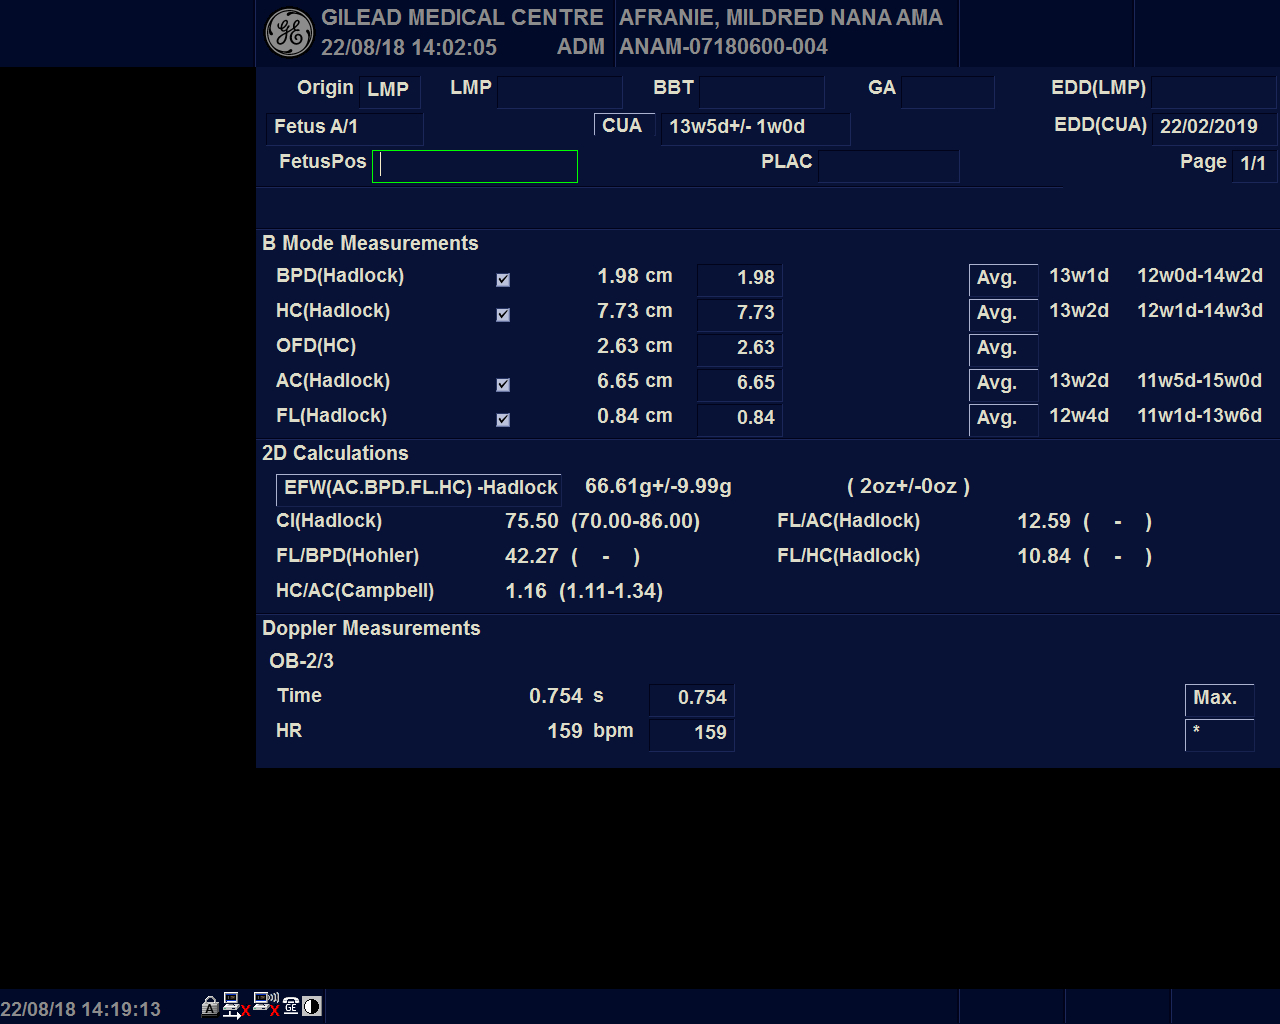 GILEAD MEDICAL CENTRE AFRANIE, MILDRED NANA AMA
22/08/18 14:02:05 ADM ANAM-07180600-004
Origin LMP LMP BBT GA EDD(LMP)
Fetus A/1 CUA 13w5d+/- 1w0d EDD(CUA) 22/02/2019
FetusPos PLAC Page 1/1
B Mode Measurements
BPD(Hadlock) 1.98 cm 1.98 Avg. 13w1d 12w0d-14w2d
HC(Hadlock) 7.73 cm 7.73 Avg. 13w2d 12w1d-14w3d
OFD(HC) 2.63 cm 2.63 Avg.
AC(Hadlock) 6.65 cm 6.65 Avg. 13w2d 11w5d-15w0d
FL(Hadlock) 0.84 cm 0.84 Avg. 12w4d 11w1d-13w6d
2D Calculations
EFW(AC.BPD.FL.HC) -Hadlock 66.61g+/-9.99g ( 2oz+/-0oz )
CI(Hadlock) 75.50 (70.00-86.00) FL/AC(Hadlock) 12.59 ( - )
FL/BPD(Hohler) 42.27 ( - ) FL/HC(Hadlock) 10.84 ( - )
HC/AC(Campbell) 1.16 (1.11-1.34)
Doppler Measurements
OB-2/3
Time 0.754 s 0.754 Max.
HR 159 bpm 159 *
22/08/18 14:19:13 A GE